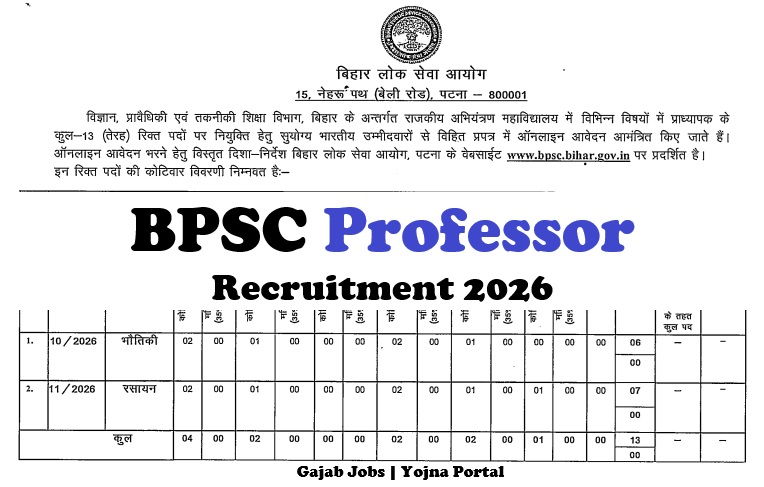 बिहार लोक सेवा आयोग
15, नेहरू पथ (बेली रोड), पटना – 800001
विज्ञान, प्रावैधिकी एवं तकनीकी शिक्षा विभाग, बिहार के अन्तर्गत राजकीय अभियंत्रण महाविद्यालय में विभिन्न विषयों में प्राध्यापक के
कुल–13 (तेरह) रिक्त पदों पर नियुक्ति हेतु सुयोग्य भारतीय उम्मीदवारों से विहित प्रपत्र में ऑनलाइन आवेदन आमंत्रित किए जाते हैं।
ऑनलाइन आवेदन भरने हेतु विस्तृत दिशा–निर्देश बिहार लोक सेवा आयोग, पटना के वेबसाईट www.bpsc.bihar.gov.in पर प्रदर्शित है।
इन रिक्त पदों की कोटिवार विवरणी निम्नवत है:–
BPSC Professor
Recruitment 2026
के तहत
कुल पद
1. 10/2026 भौतिकी 02 00 01 00 00 00 02 00 01 00 00 00 00 06 – –
00
2. 11/2026 रसायन 02 00 01 00 00 00 02 00 01 00 01 00 00 07 – –
00
कुल 04 00 02 00 00 00 02 00 02 00 01 00 00 13 – –
00
Gajab Jobs | Yojna Portal